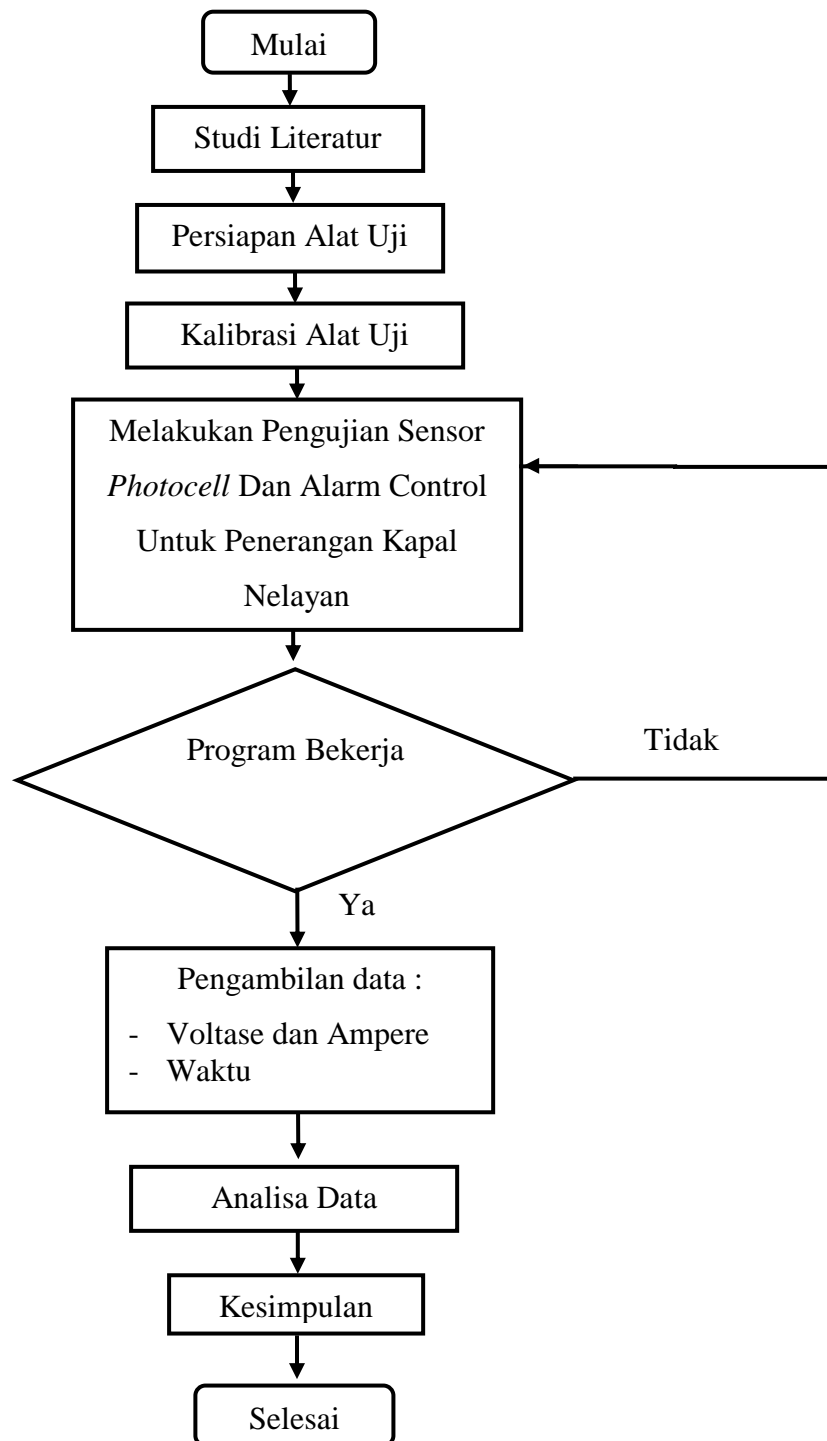 Mulai
Studi Literatur
Persiapan Alat Uji
Kalibrasi Alat Uji
Melakukan Pengujian Sensor
Photocell Dan Alarm Control
Untuk Penerangan Kapal
Nelayan
Program Bekerja
Tidak
Ya
Pengambilan data :
- Voltase dan Ampere
- Waktu
Analisa Data
Kesimpulan
Selesai